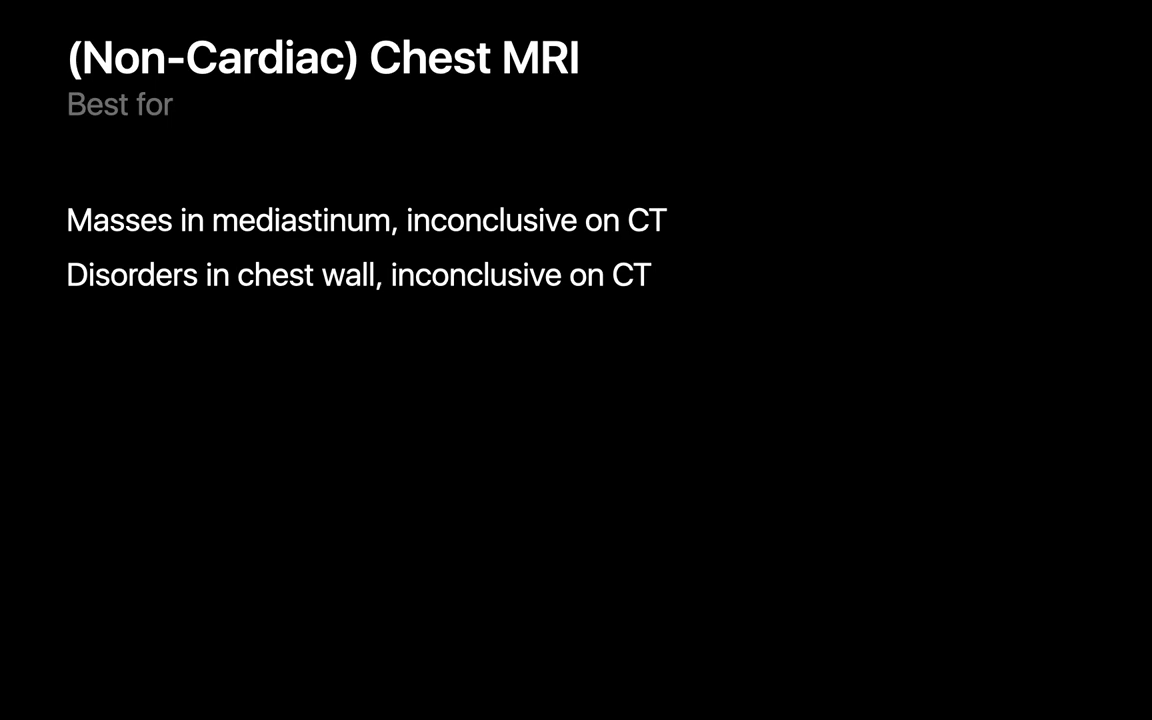 (Non-Cardiac) Chest MRI
Best for
Masses in mediastinum, inconclusive on CT
Disorders in chest wall, inconclusive on CT